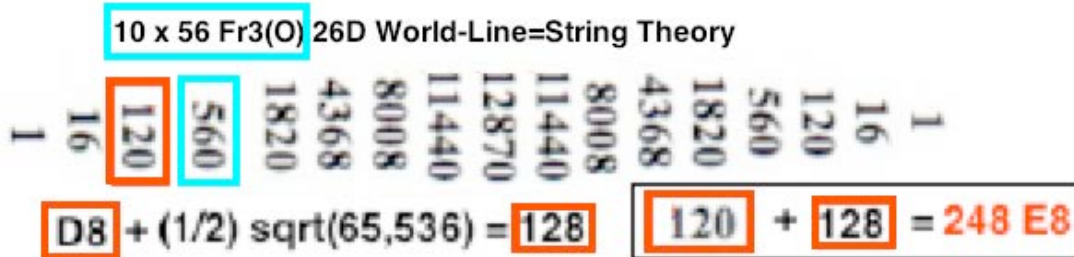 10 x 56 Fr3(O) 26D World-Line=String Theory
1 16 120 560 1820 4368 8008 11440 12870 11440 8008 4368 1820 560 120 16 1
D8 + (1/2) sqrt(65,536) = 128 120 + 128 = 248 E8